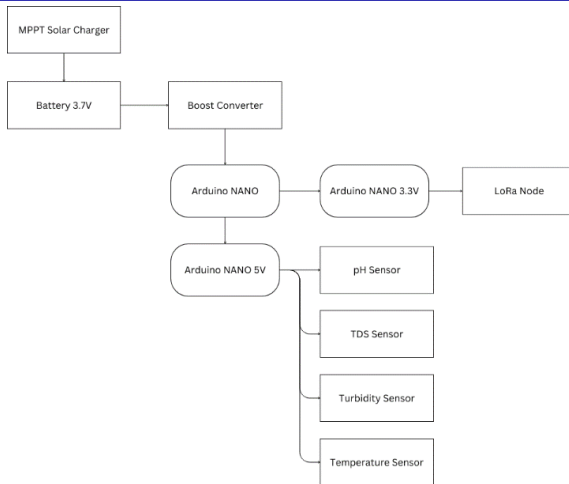 MPPT Solar Charger
Battery 3.7V
Boost Converter
Arduino NANO
Arduino NANO 3.3V
LoRa Node
Arduino NANO 5V
pH Sensor
TDS Sensor
Turbidity Sensor
Temperature Sensor